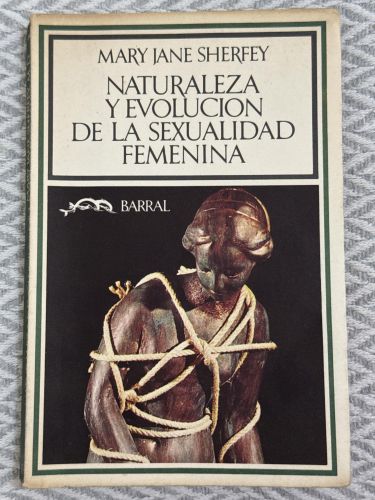 MARY JANE SHERFEY
NATURALEZA
Y EVOLUCION
DE LA SEXUALIDAD
FEMENINA
BARRAL